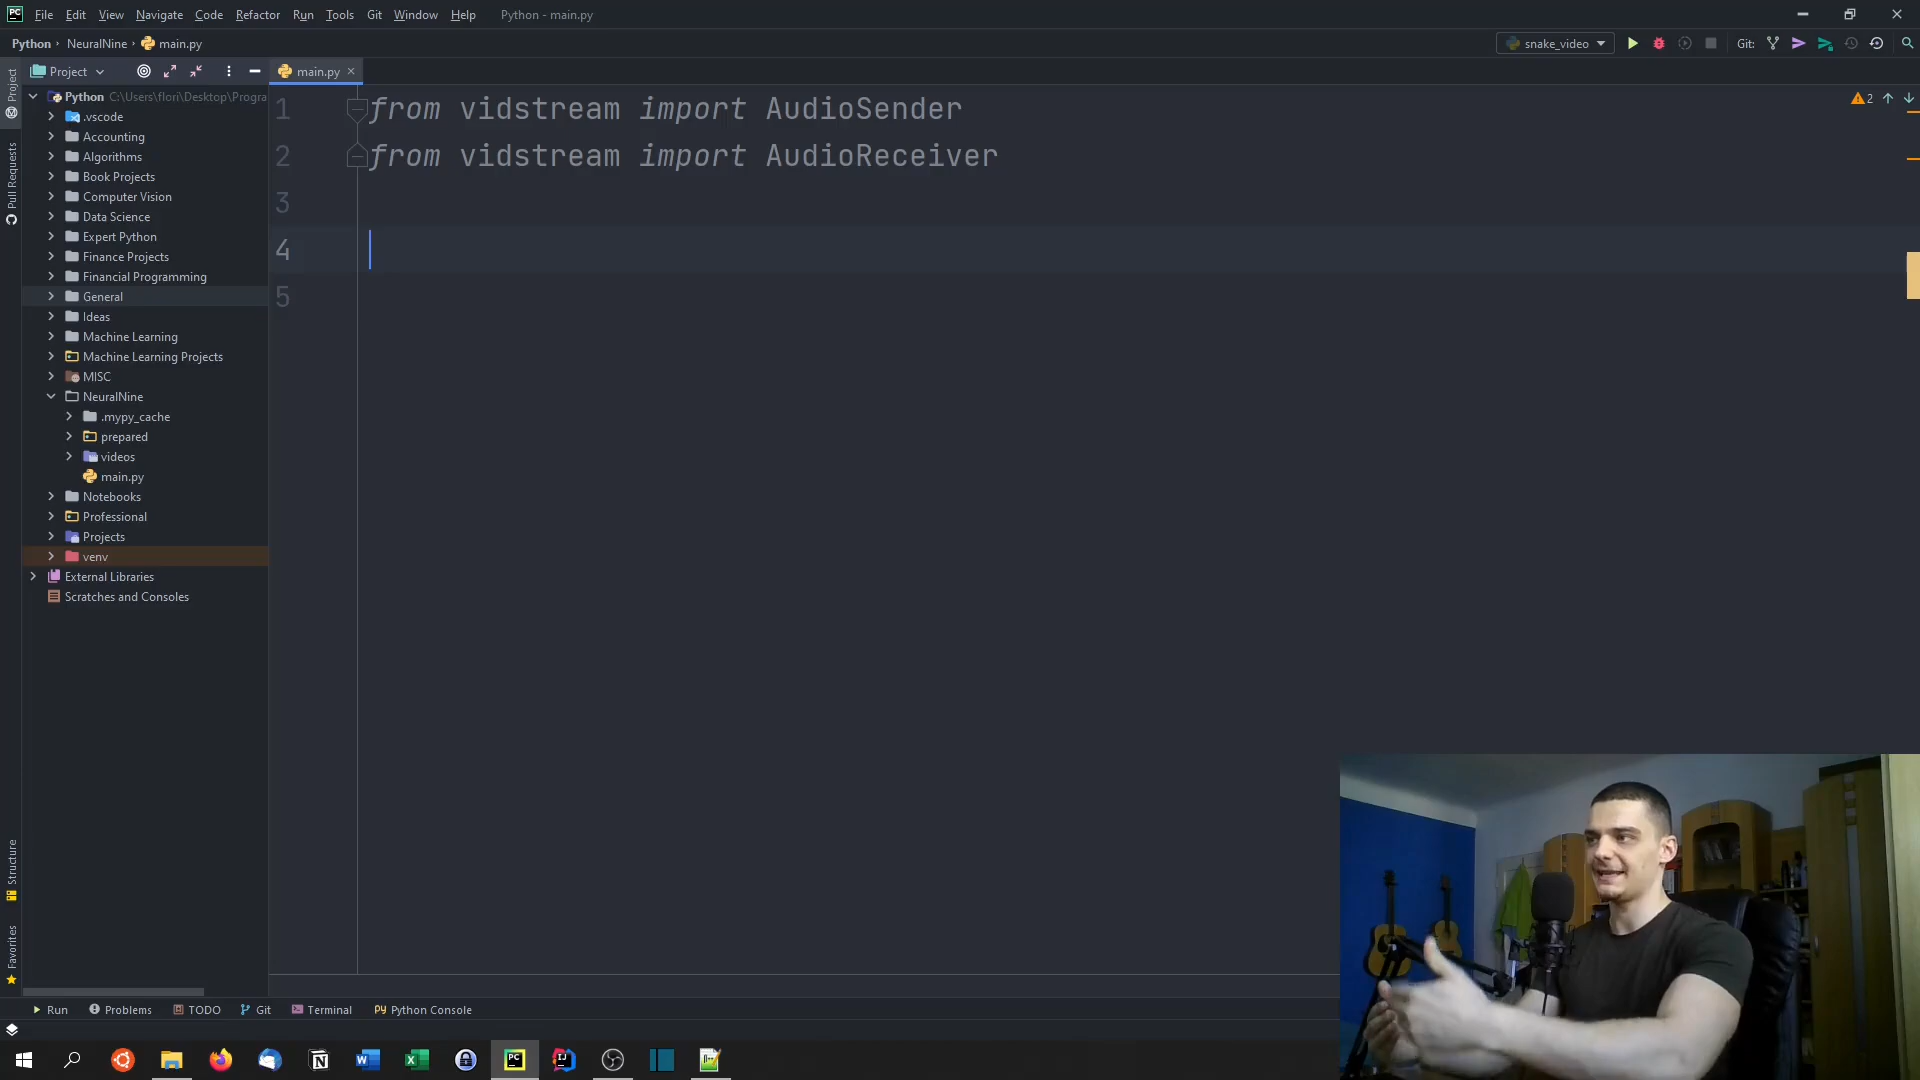 File Edit View Navigate Code Refactor Run Tools Git Window Help Python - main.py
Python NeuralNine main.py
snake_video Git:
Project
main.py
Project
Pull Requests
Structure
Favorites
Python C:\Users\flori\Desktop\Progra
.vscode
Accounting
Algorithms
Book Projects
Computer Vision
Data Science
Expert Python
Finance Projects
Financial Programming
General
Ideas
Machine Learning
Machine Learning Projects
MISC
NeuralNine
.mypy_cache
prepared
videos
main.py
Notebooks
Professional
Projects
venv
External Libraries
Scratches and Consoles
1 from vidstream import AudioSender
2 from vidstream import AudioReceiver
3
4
5
2
Run Problems TODO Git Terminal Python Console